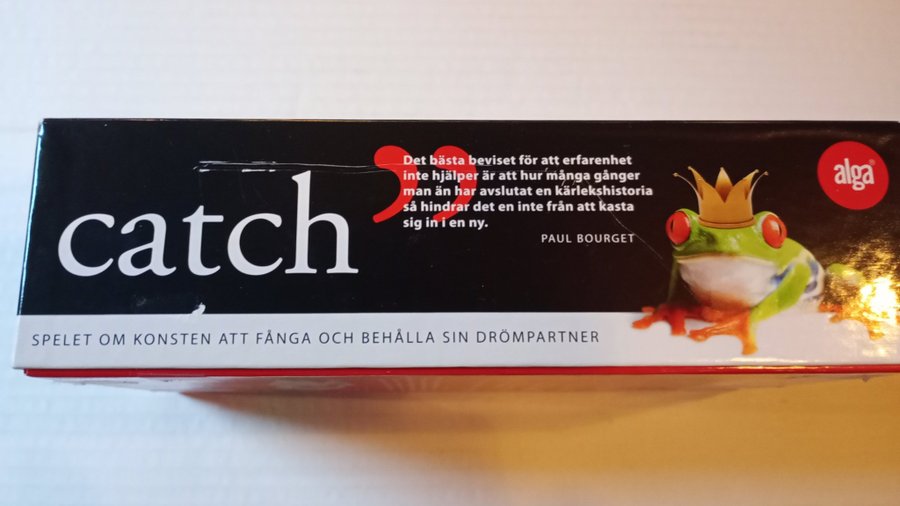 catch
”
Det bästa beviset för att erfarenhet
inte hjälper är att hur många gånger
man än har avslutat en kärlekshistoria
så hindrar det en inte från att kasta
sig in i en ny.
PAUL BOURGET
alga®
SPELET OM KONSTEN ATT FÅNGA OCH BEHÅLLA SIN DRÖMPARTNER